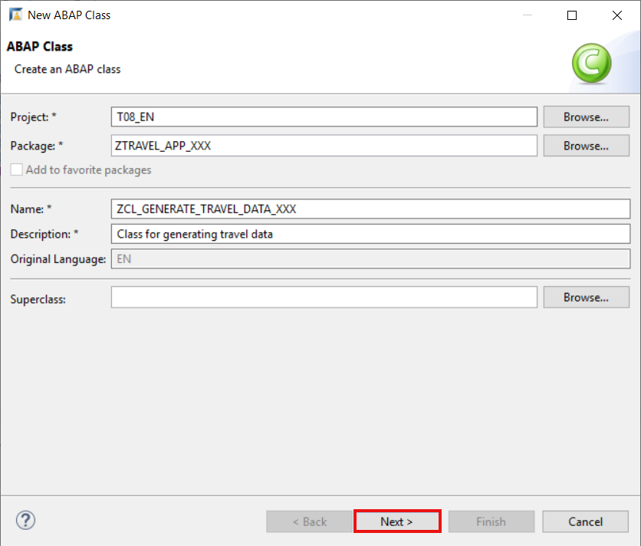 New ABAP Class
ABAP Class
Create an ABAP class
C
Project: * T08_EN Browse...
Package: * ZTRAVEL_APP_XXX Browse...
Add to favorite packages
Name: * ZCL_GENERATE_TRAVEL_DATA_XXX
Description: * Class for generating travel data
Original Language: EN
Superclass: Browse...
? < Back Next > Finish Cancel